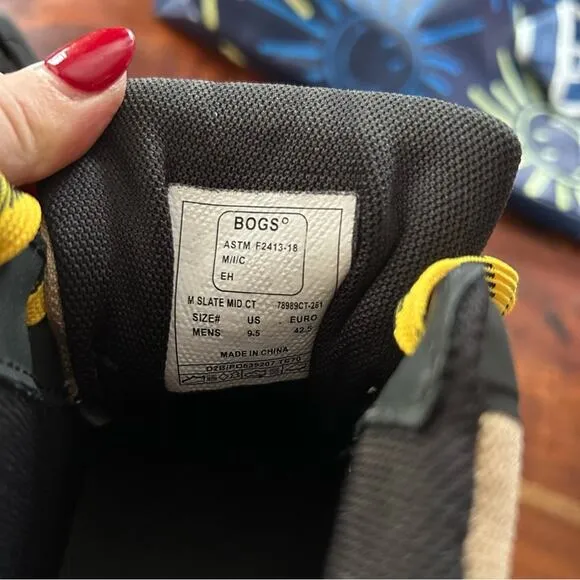 BOGS°
ASTM F2413-18
M/I/C
EH
M SLATE MID CT 78989CT-261
SIZE# US EURO
MENS 9.5 42.5
MADE IN CHINA